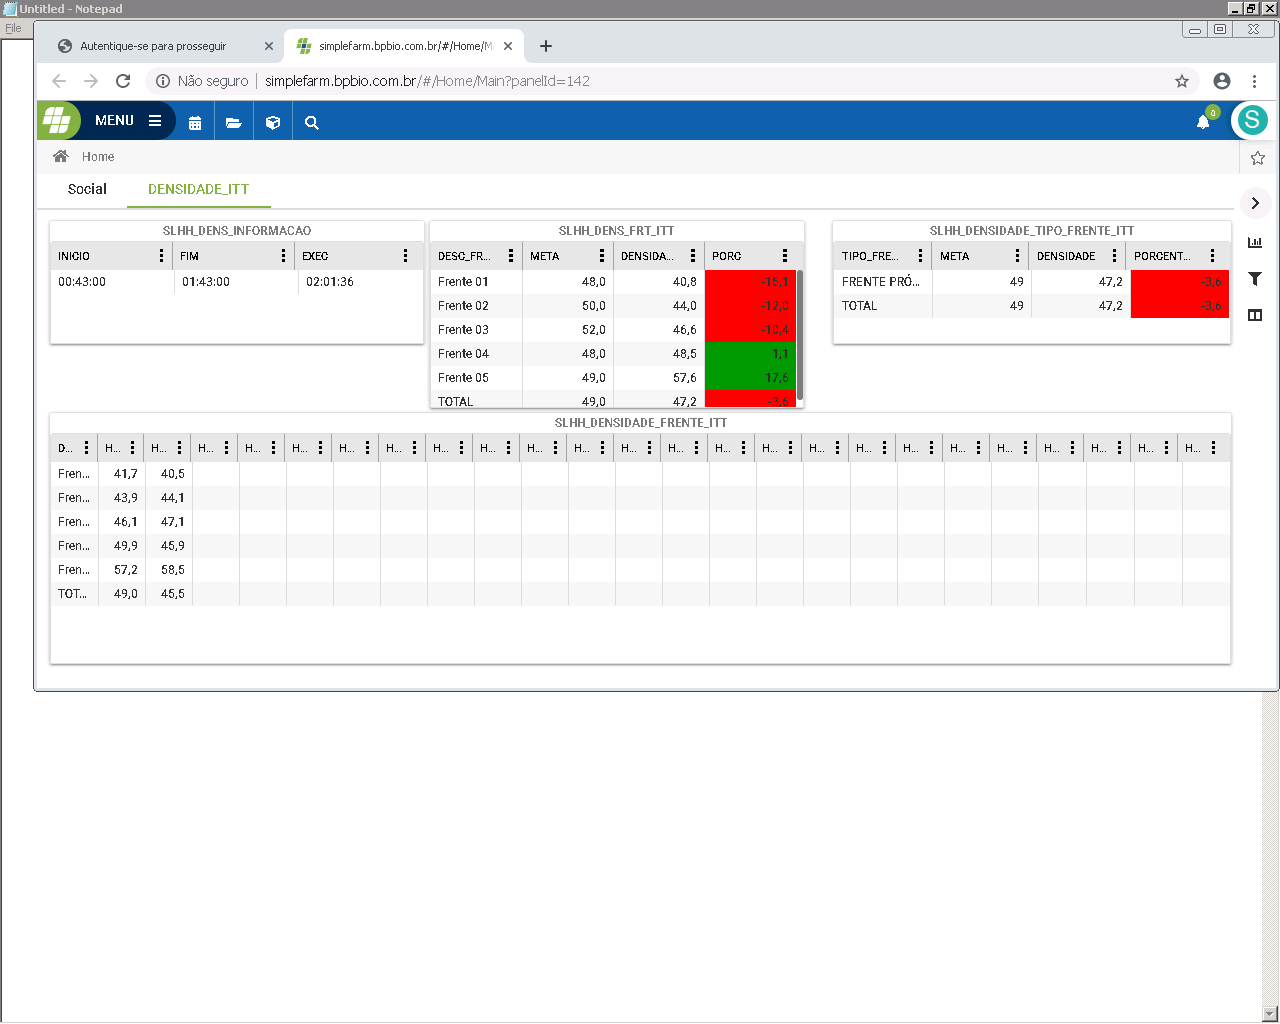 Untitled - Notepad
File
Autentique-se para prosseguir
simplefarm.bpbio.com.br/#/Home/M
Não seguro | simplefarm.bpbio.com.br/#/Home/Main?panelId=142
MENU
S
Home
Social DENSIDADE_ITT
SLHH_DENS_INFORMACAO
INICIO FIM EXEC
00:43:00 01:43:00 02:01:36
SLHH_DENS_FRT_ITT
DESC_FR... META DENSIDA... PORC
Frente 01 48,0 40,8 -15,1
Frente 02 50,0 44,0 -12,0
Frente 03 52,0 46,6 -10,4
Frente 04 48,0 48,5 1,1
Frente 05 49,0 57,6 17,6
TOTAL 49,0 47,2 -3,6
SLHH_DENSIDADE_TIPO_FRENTE_ITT
TIPO_FRE... META DENSIDADE PORCENT...
FRENTE PRÓ... 49 47,2 -3,6
TOTAL 49 47,2 -3,6
SLHH_DENSIDADE_FRENTE_ITT
D... H... H... H... H... H... H... H... H... H... H... H... H... H... H... H... H... H... H... H... H... H... H... H... H...
Fren... 41,7 40,5
Fren... 43,9 44,1
Fren... 46,1 47,1
Fren... 49,9 45,9
Fren... 57,2 58,5
TOT... 49,0 45,5